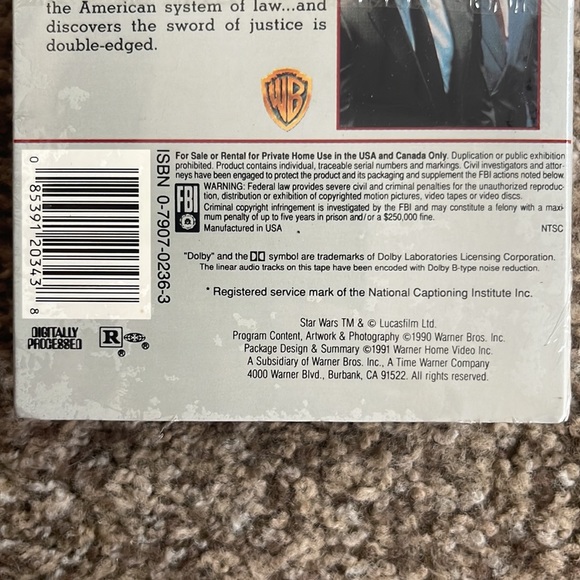 the American system of law...and
discovers the sword of justice is
double-edged.
WB
For Sale or Rental for Private Home Use in the USA and Canada Only. Duplication or public exhibition
prohibited. Product contains individual, traceable serial numbers and markings. Civil investigators and attor-
neys have been engaged to protect the product and its packaging and supplement the FBI actions noted below.
FBI
WARNING: Federal law provides severe civil and criminal penalties for the unauthorized reproduc-
tion, distribution or exhibition of copyrighted motion pictures, video tapes or video discs.
Criminal copyright infringement is investigated by the FBI and may constitute a felony with a maxi-
mum penalty of up to five years in prison and/or a $250,000 fine.
Manufactured in USA NTSC
ISBN 0-7907-0236-3
0 85391 20343 8
"Dolby" and the symbol are trademarks of Dolby Laboratories Licensing Corporation.
The linear audio tracks on this tape have been encoded with Dolby B-type noise reduction.
* Registered service mark of the National Captioning Institute Inc.
DIGITALLY
PROCESSED
R ®
®
Star Wars TM & © Lucasfilm Ltd.
Program Content, Artwork & Photography ©1990 Warner Bros. Inc.
Package Design & Summary ©1991 Warner Home Video Inc.
A Subsidiary of Warner Bros. Inc., A Time Warner Company
4000 Warner Blvd., Burbank, CA 91522. All rights reserved.